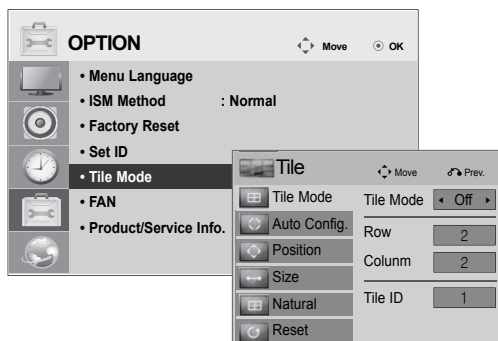 OPTION
Move
OK
• Menu Language
• ISM Method : Normal
• Factory Reset
• Set ID
• Tile Mode
• FAN
• Product/Service Info.
Tile
Move
Prev.
Tile Mode
Auto Config.
Position
Size
Natural
Reset
Tile Mode Off
Row 2
Colunm 2
Tile ID 1